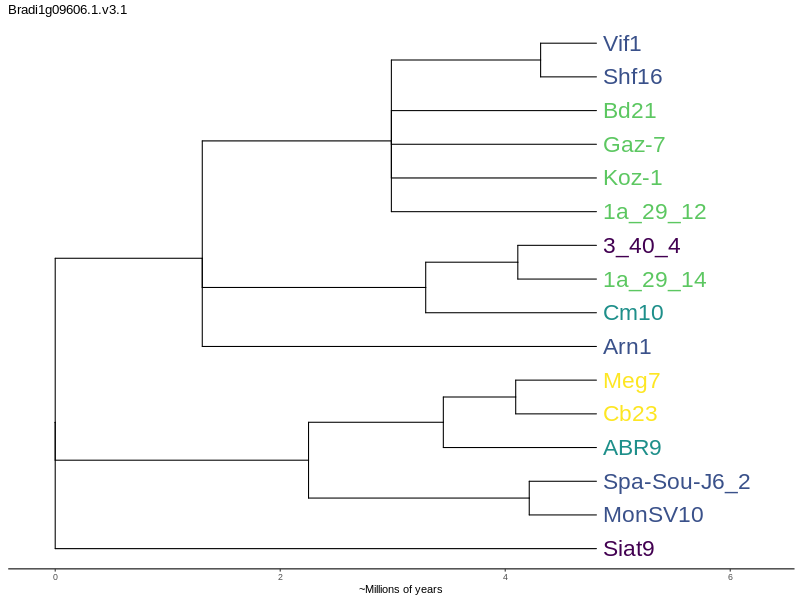 Bradi1g09606.1.v3.1
Vif1
Shf16
Bd21
Gaz-7
Koz-1
1a_29_12
3_40_4
1a_29_14
Cm10
Arn1
Meg7
Cb23
ABR9
Spa-Sou-J6_2
MonSV10
Siat9
0 2 4 6
~Millions of years